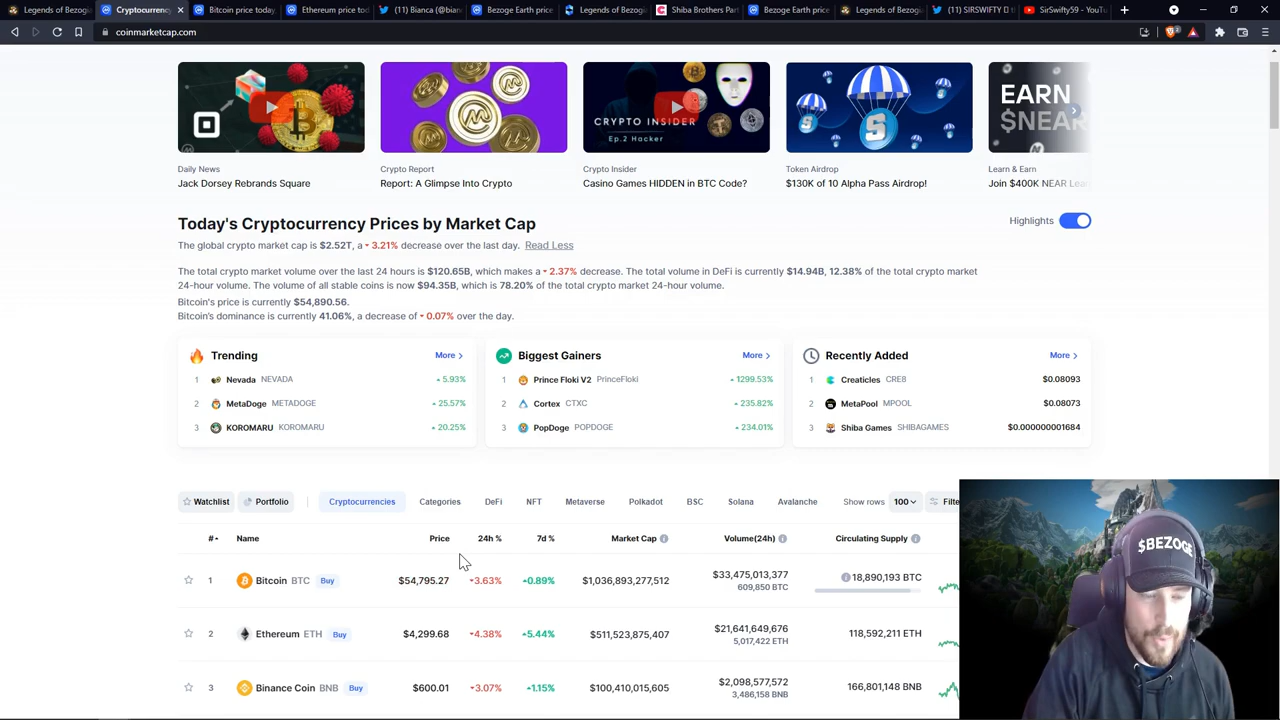 Legends of Bezogi
Cryptocurrency
Bitcoin price today,
Ethereum price tod
(11) Bianca (@bian
Bezoge Earth price
Legends of Bezogi
Shiba Brothers Part
Bezoge Earth price
Legends of Bezogi
(11) SIRSWIFTY
SirSwifty59 - YouTu
coinmarketcap.com
CRYPTO INSIDER
Ep.2 Hacker
EARN
$NEAR
Daily News
Crypto Report
Crypto Insider
Token Airdrop
Learn & Earn
Jack Dorsey Rebrands Square
Report: A Glimpse Into Crypto
Casino Games HIDDEN in BTC Code?
$130K of 10 Alpha Pass Airdrop!
Join $400K NEAR Lea
Today's Cryptocurrency Prices by Market Cap
Highlights
The global crypto market cap is $2.52T, a 3.21% decrease over the last day. Read Less
The total crypto market volume over the last 24 hours is $120.65B, which makes a 2.37% decrease. The total volume in DeFi is currently $14.94B, 12.38% of the total crypto market
24-hour volume. The volume of all stable coins is now $94.35B, which is 78.20% of the total crypto market 24-hour volume.
Bitcoin's price is currently $54,890.56.
Bitcoin's dominance is currently 41.06%, a decrease of 0.07% over the day.
Trending More
1 Nevada NEVADA 5.93%
2 MetaDoge METADOGE 25.57%
3 KOROMARU KOROMARU 20.25%
Biggest Gainers More
1 Prince Floki V2 PrinceFloki 1299.53%
2 Cortex CTXC 235.82%
3 PopDoge POPDOGE 234.01%
Recently Added More
1 Creaticles CRE8 $0.08093
2 MetaPool MPOOL $0.08073
3 Shiba Games SHIBAGAMES $0.000000001684
Watchlist Portfolio Cryptocurrencies Categories DeFi NFT Metaverse Polkadot BSC Solana Avalanche Show rows 100 Filte
# Name Price 24h % 7d % Market Cap Volume(24h) Circulating Supply
1 Bitcoin BTC Buy $54,795.27 3.63% 0.89% $1,036,893,277,512 $33,475,013,377 18,890,193 BTC
609,850 BTC
2 Ethereum ETH Buy $4,299.68 4.38% 5.44% $511,523,875,407 $21,641,649,676 118,592,211 ETH
5,017,422 ETH
3 Binance Coin BNB Buy $600.01 3.07% 1.15% $100,410,015,605 $2,098,577,572 166,801,148 BNB
3,486,158 BNB
$BEZOGE